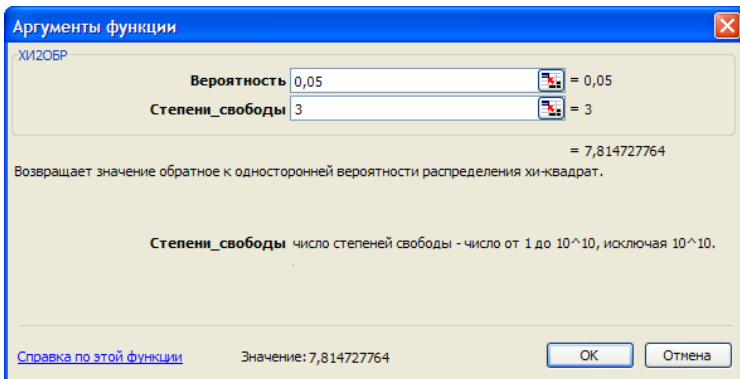 Аргументы функции
ХИ2ОБР
Вероятность 0,05 = 0,05
Степени_свободы 3 = 3
= 7,814727764
Возвращает значение обратное к односторонней вероятности распределения хи-квадрат.
Степени_свободы число степеней свободы - число от 1 до 10^10, исключая 10^10.
Справка по этой функции Значение: 7,814727764 ОК Отмена